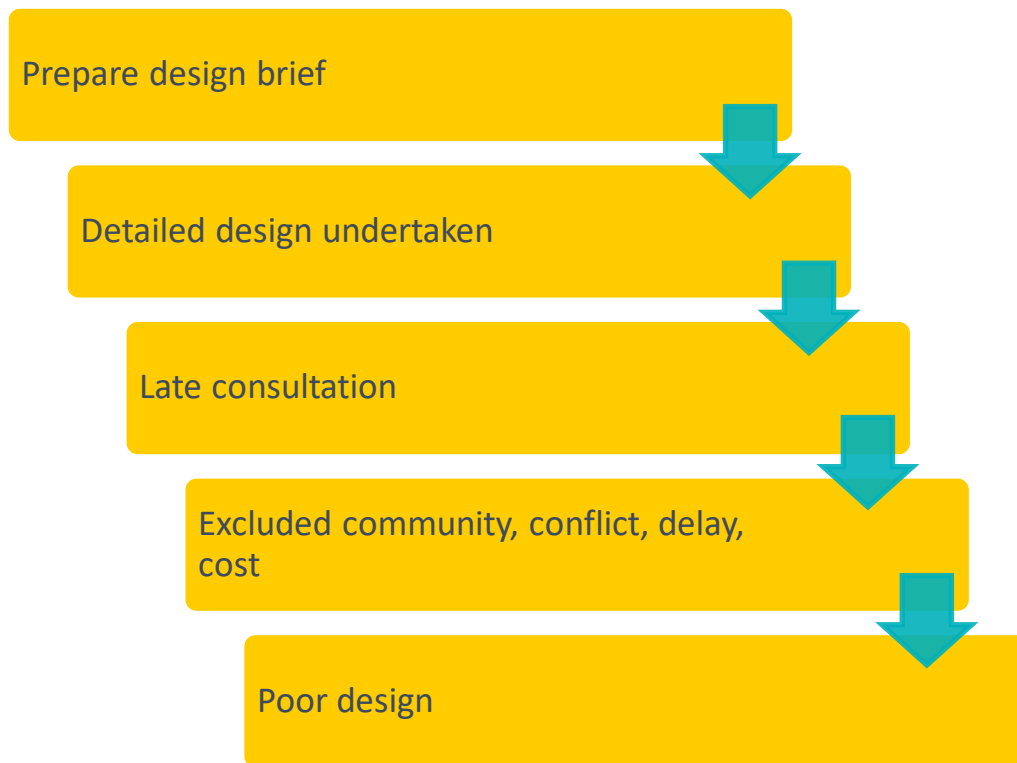 Prepare design brief
Detailed design undertaken
Late consultation
Excluded community, conflict, delay,
cost
Poor design